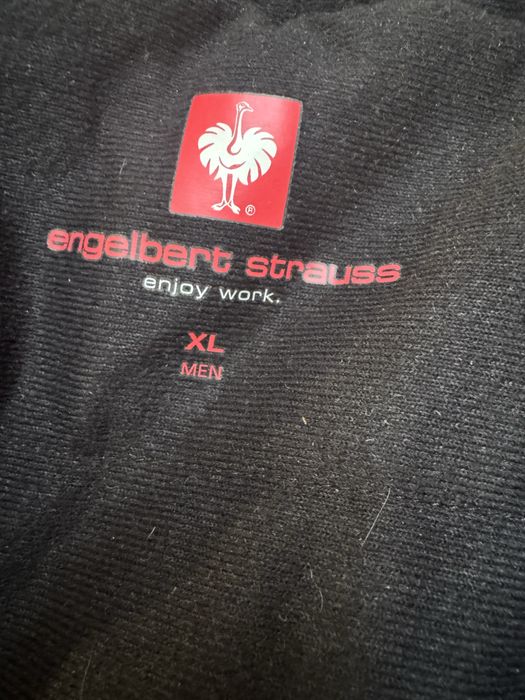 ®
engelbert strauss
enjoy work.
XL
MEN